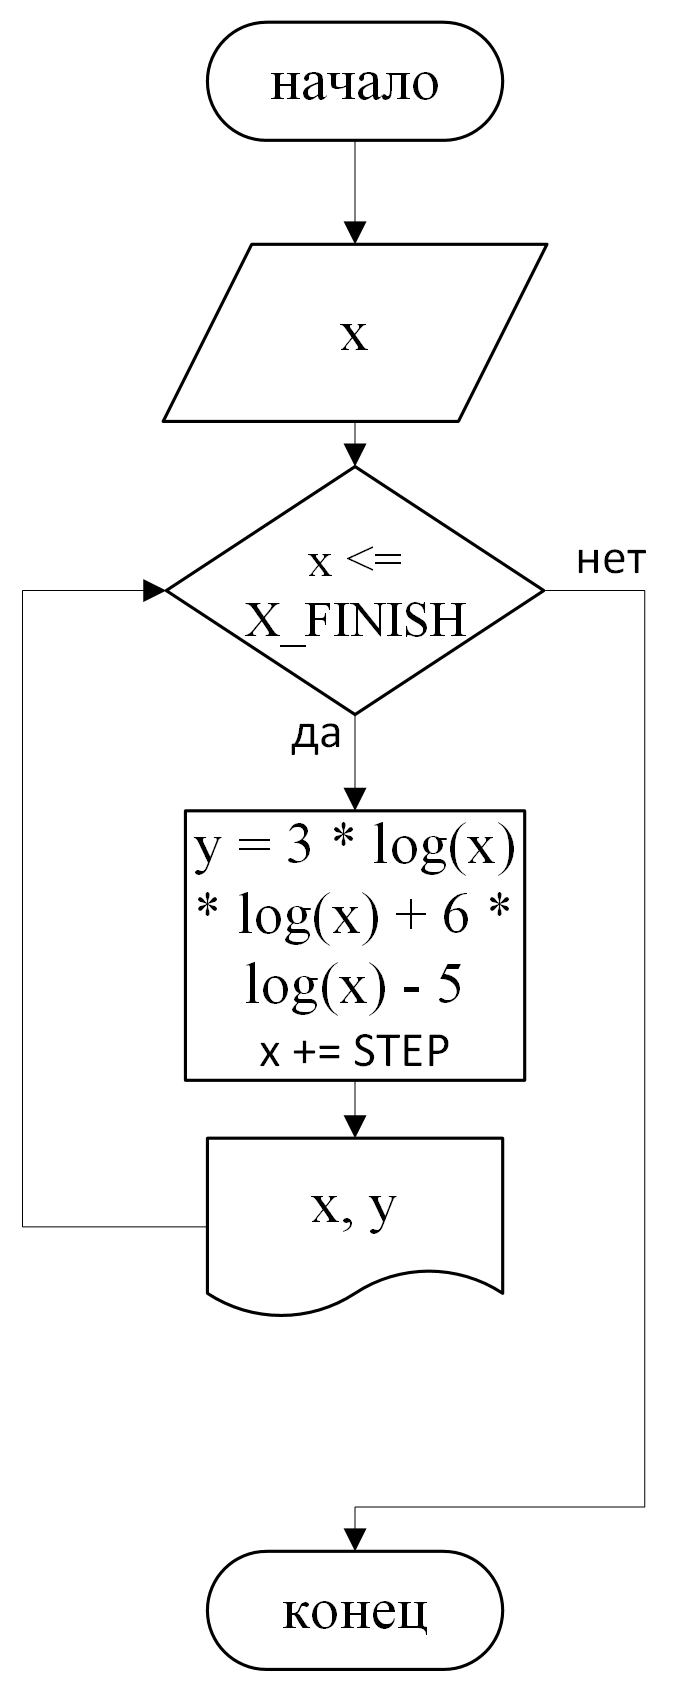 начало
x
x <=
X_FINISH
нет
да
y = 3 * log(x)
* log(x) + 6 *
log(x) - 5
x += STEP
x, y
конец